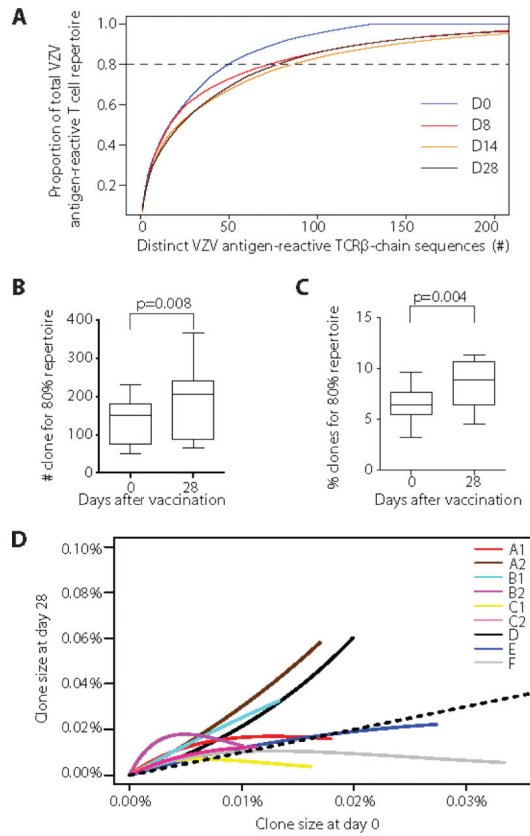 A
Proportion of total VZV
antigen-reactive T cell repertoire
1.0
0.8
0.6
0.4
0.2
D0
D8
D14
D28
0 50 100 150 200
Distinct VZV antigen-reactive TCRβ-chain sequences (#)
B
p=0.008
# clone for 80% repertoire
400
300
200
100
0
0 28
Days after vaccination
C
p=0.004
% clones for 80% repertoire
15
10
5
0
0 28
Days after vaccination
D
Clone size at day 28
0.10%
0.08%
0.06%
0.04%
0.02%
0.00%
A1
A2
B1
B2
C1
C2
D
E
F
0.00% 0.01% 0.02% 0.03%
Clone size at day 0